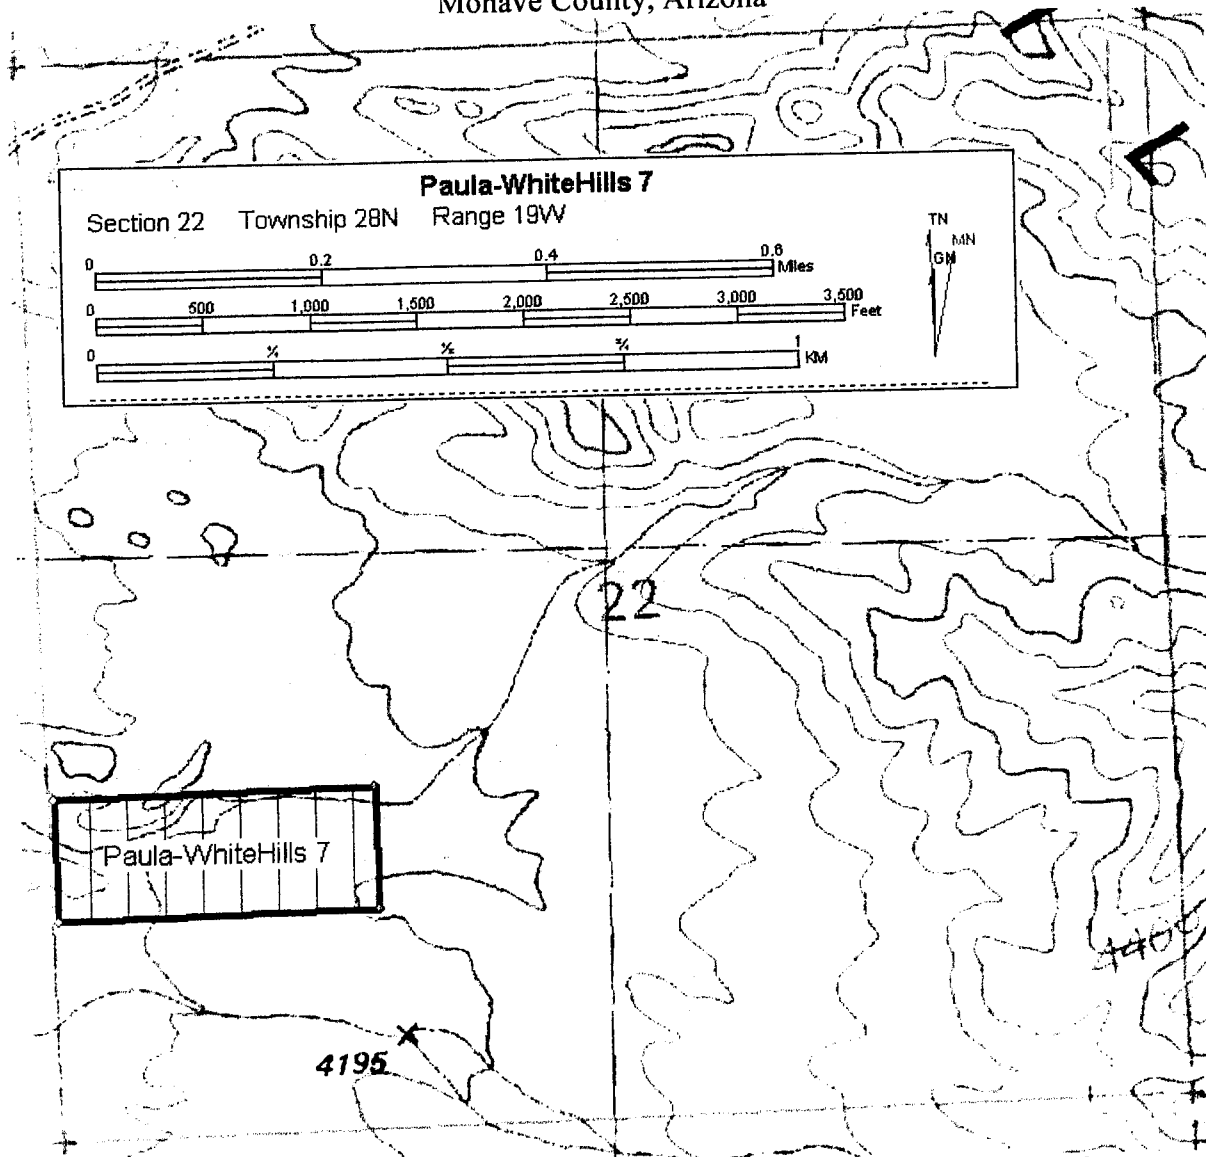 Mohave County, Arizona
Paula-WhiteHills 7
Section 22 Township 28N Range 19W
TN
MN
GN
0 0.2 0.4 0.6 Miles
0 500 1,000 1,500 2,000 2,500 3,000 3,500 Feet
0 ¼ ½ ¾ 1 KM
22
Paula-WhiteHills 7
4400
4195